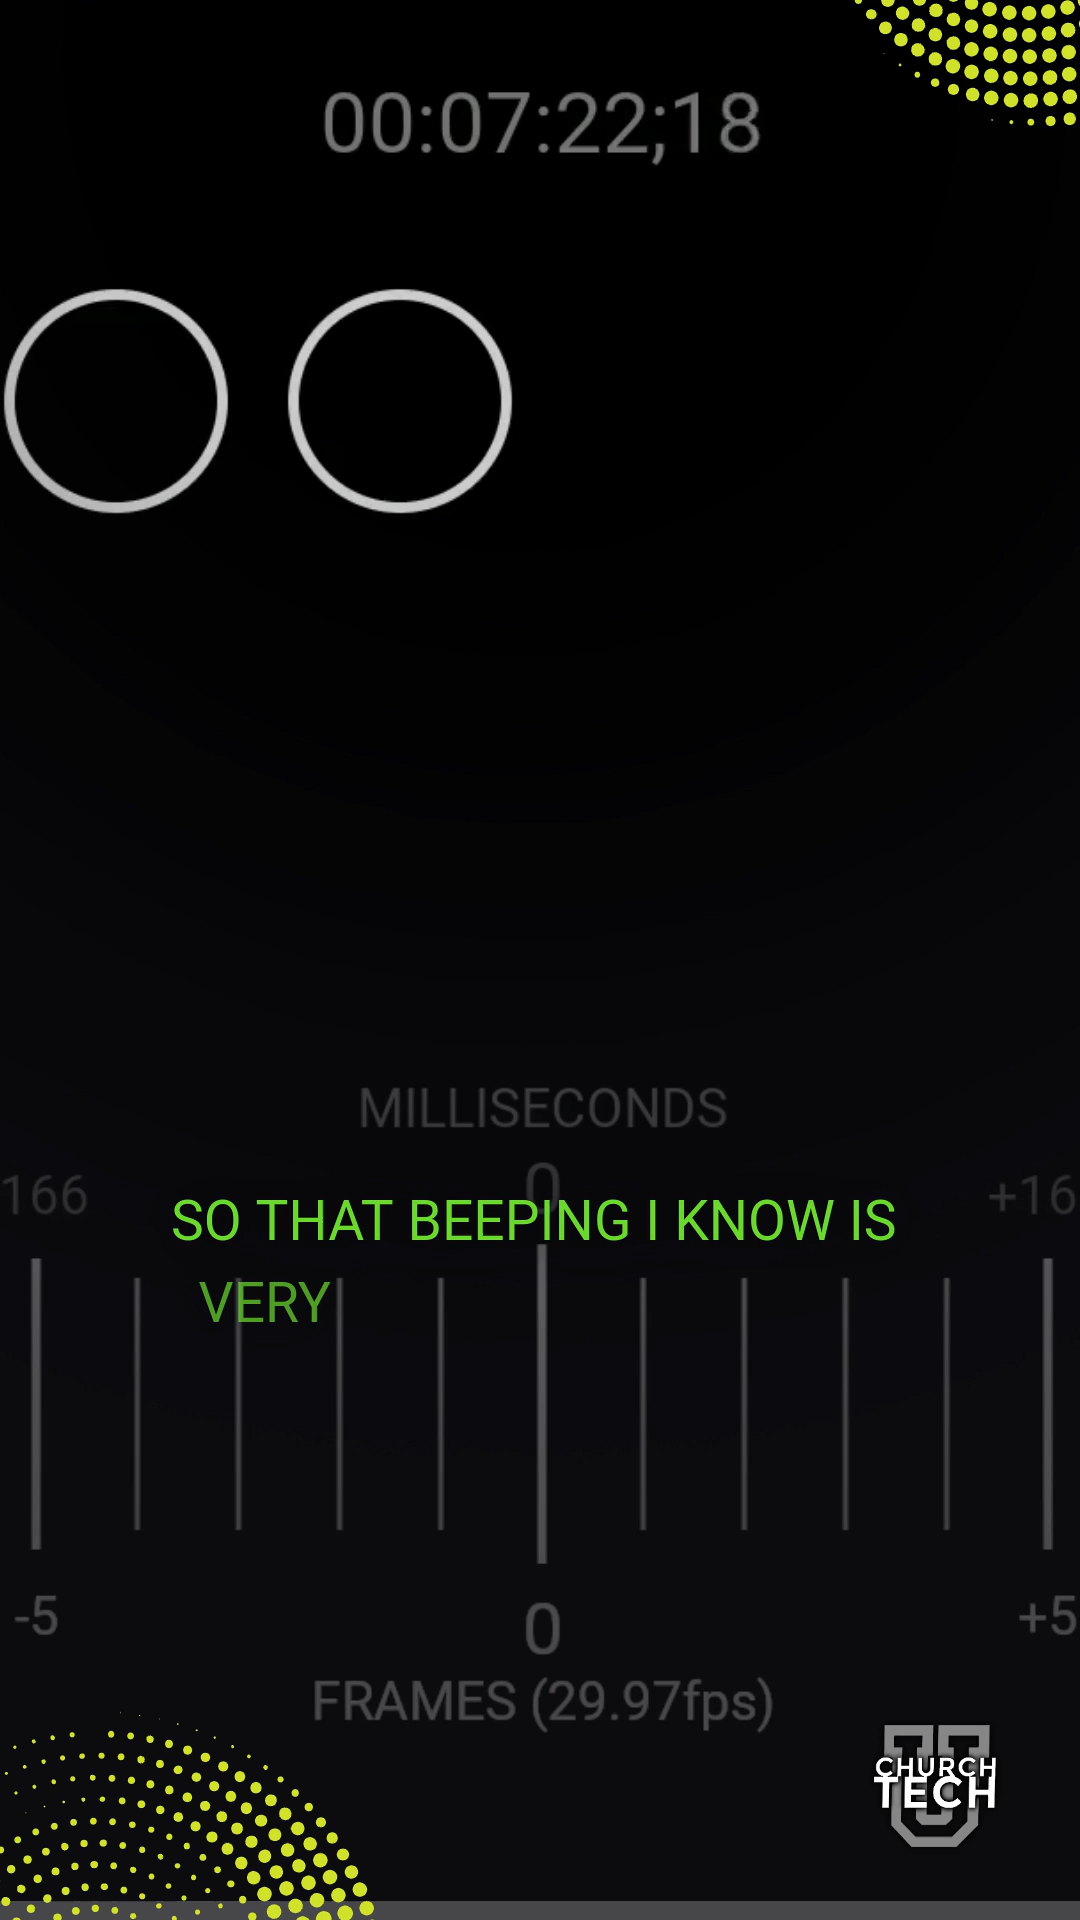 00:07:22;18
MILLISECONDS
166 0 +16
SO THAT BEEPING I KNOW IS
VERY
-5 0 +5
FRAMES (29.97fps)
U
CHURCH
TECH